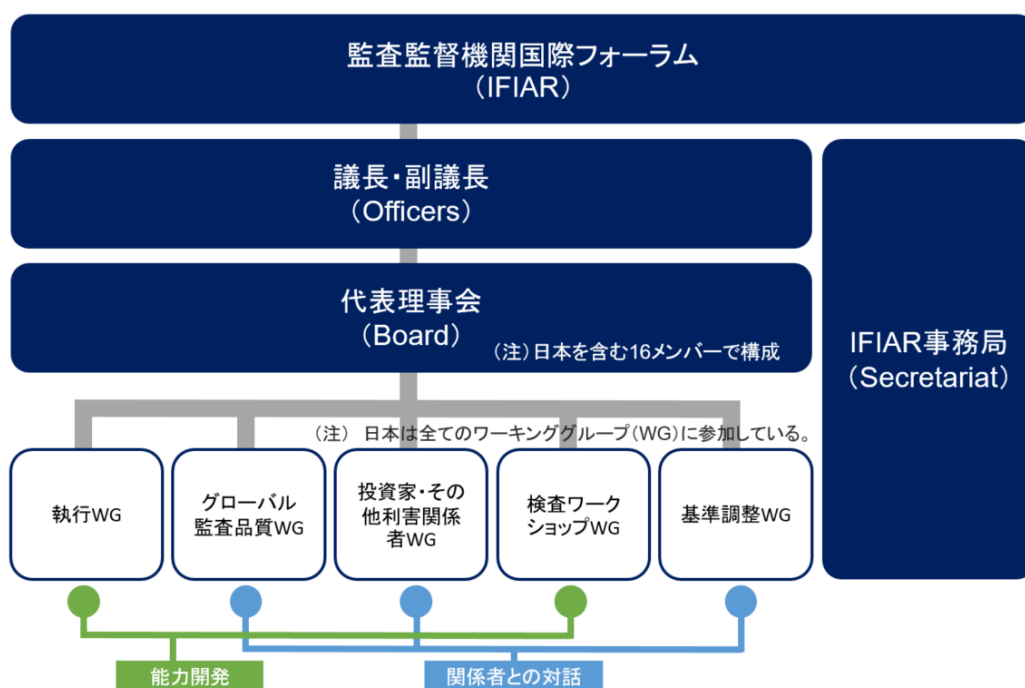 監査監督機関国際フォーラム
(IFIAR)
議長・副議長
(Officers)
代表理事会
(Board)
(注)日本を含む16メンバーで構成
IFIAR事務局
(Secretariat)
(注) 日本は全てのワーキンググループ(WG)に参加している。
執行WG
グローバル
監査品質WG
投資家・その
他利害関係
者WG
検査ワーク
ショップWG
基準調整WG
能力開発
関係者との対話